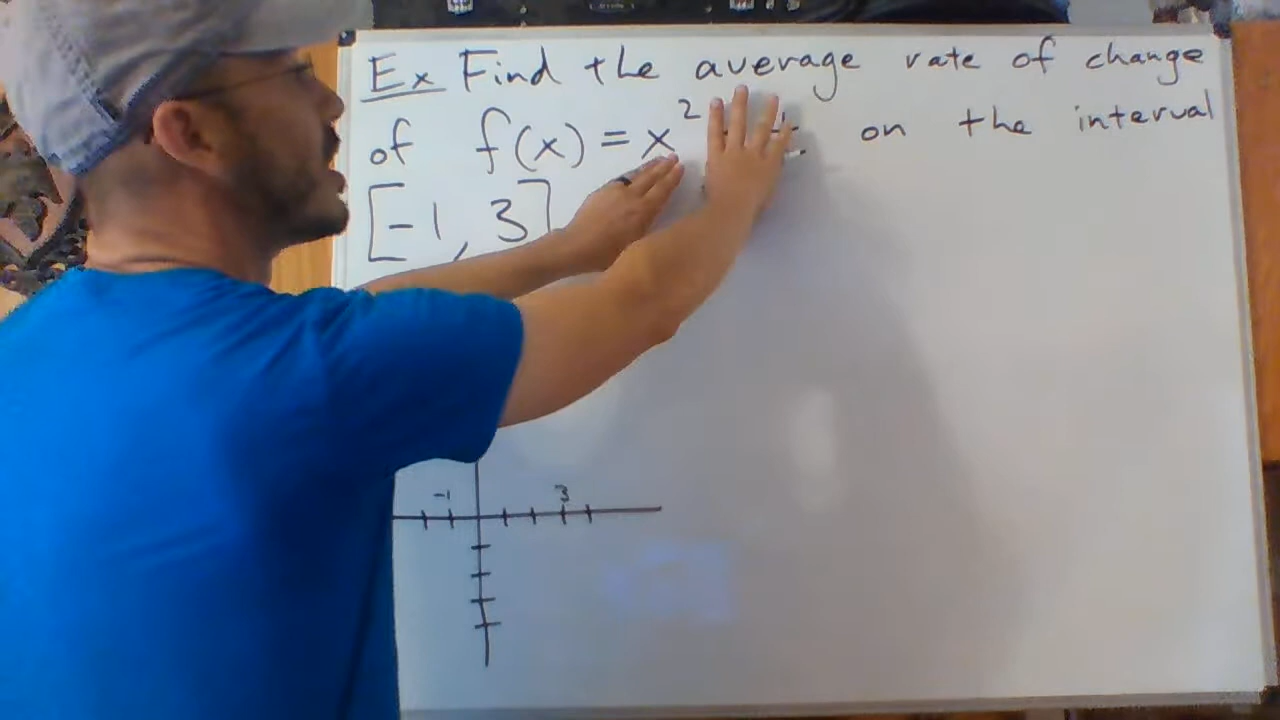 Ex Find the average rate of change
of f(x) = x² on the interval
[-1, 3]
-1 3